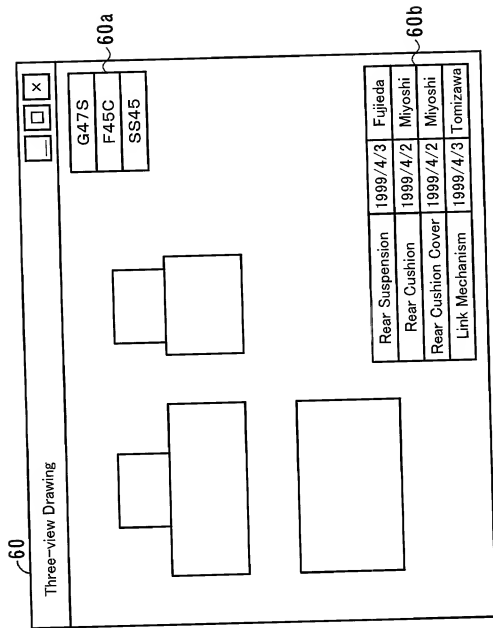 60
Three-view Drawing
_ □ ×
G47S
F45C
SS45
60a
Rear Suspension 1999/4/3 Fujieda
Rear Cushion 1999/4/2 Miyoshi
Rear Cushion Cover 1999/4/2 Miyoshi
Link Mechanism 1999/4/3 Tomizawa
60b